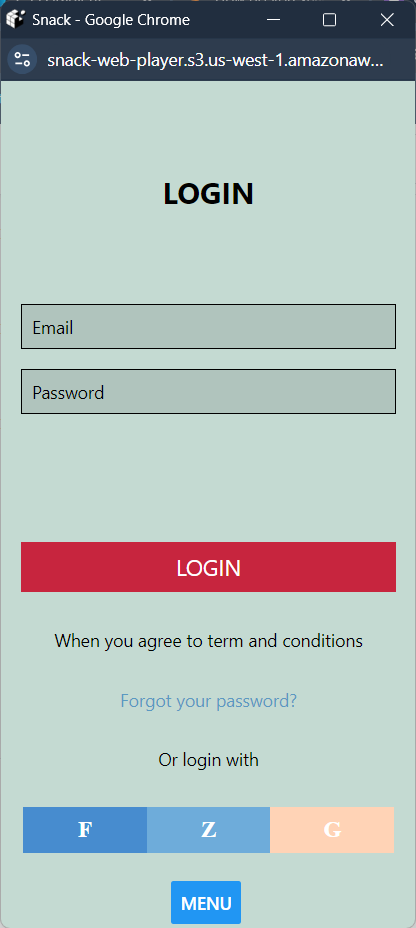 Snack - Google Chrome
snack-web-player.s3.us-west-1.amazonaw...
LOGIN
Email
Password
LOGIN
When you agree to term and conditions
Forgot your password?
Or login with
F Z G
MENU